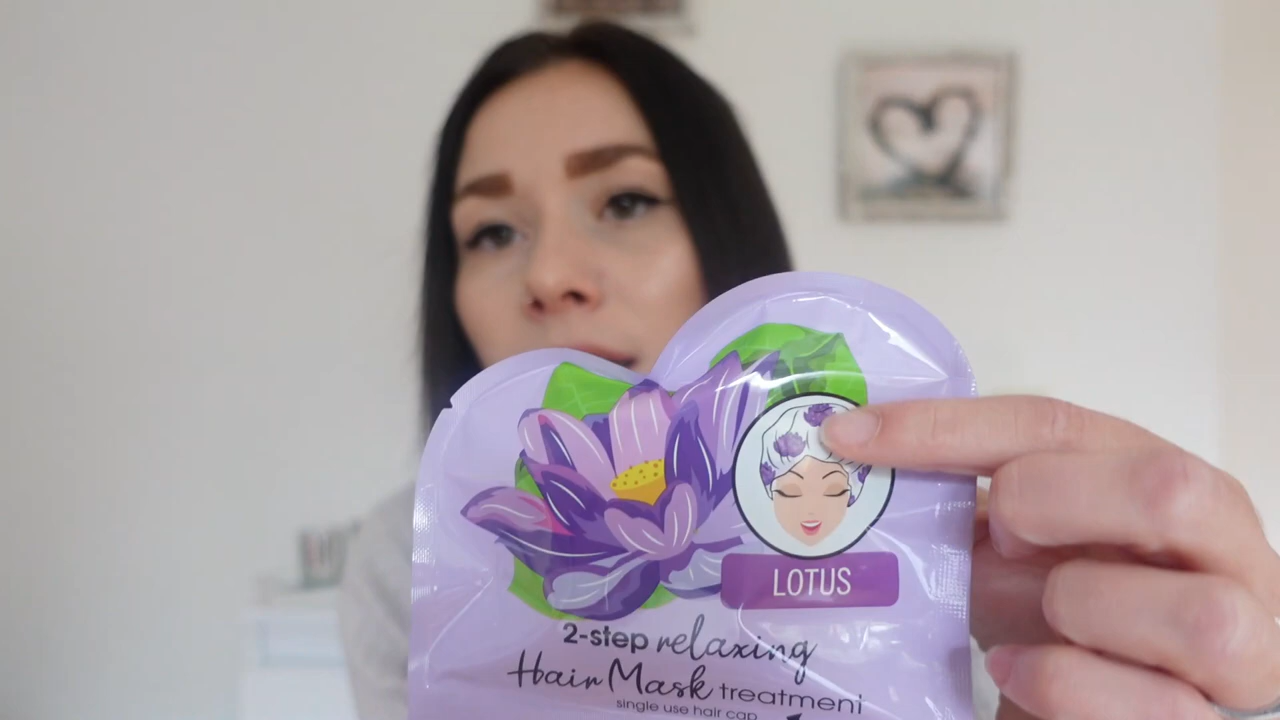 LOTUS
2-step relaxing
Hair Mask treatment
single use hair cap